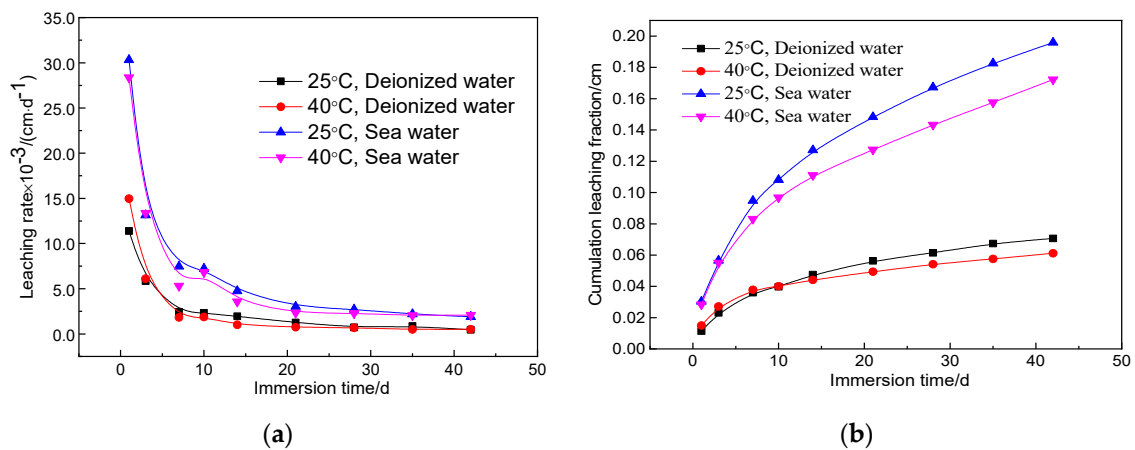 35.0
30.0
25.0
20.0
15.0
10.0
5.0
0.0
Leaching rate×10⁻³/(cm·d⁻¹)
25°C, Deionized water
40°C, Deionized water
25°C, Sea water
40°C, Sea water
0 10 20 30 40 50
Immersion time/d
(a)
0.20
0.18
0.16
0.14
0.12
0.10
0.08
0.06
0.04
0.02
0.00
Cumulation leaching fraction/cm
25°C, Deionized water
40°C, Deionized water
25°C, Sea water
40°C, Sea water
0 10 20 30 40 50
Immersion time/d
(b)